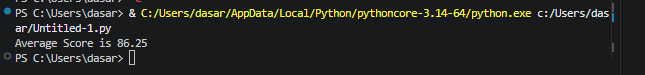 PS C:\Users\dasar> & C:/Users/dasar/AppData/Local/Python/pythoncore-3.14-64/python.exe c:/Users/das
ar/Untitled-1.py
Average Score is 86.25
PS C:\Users\dasar>